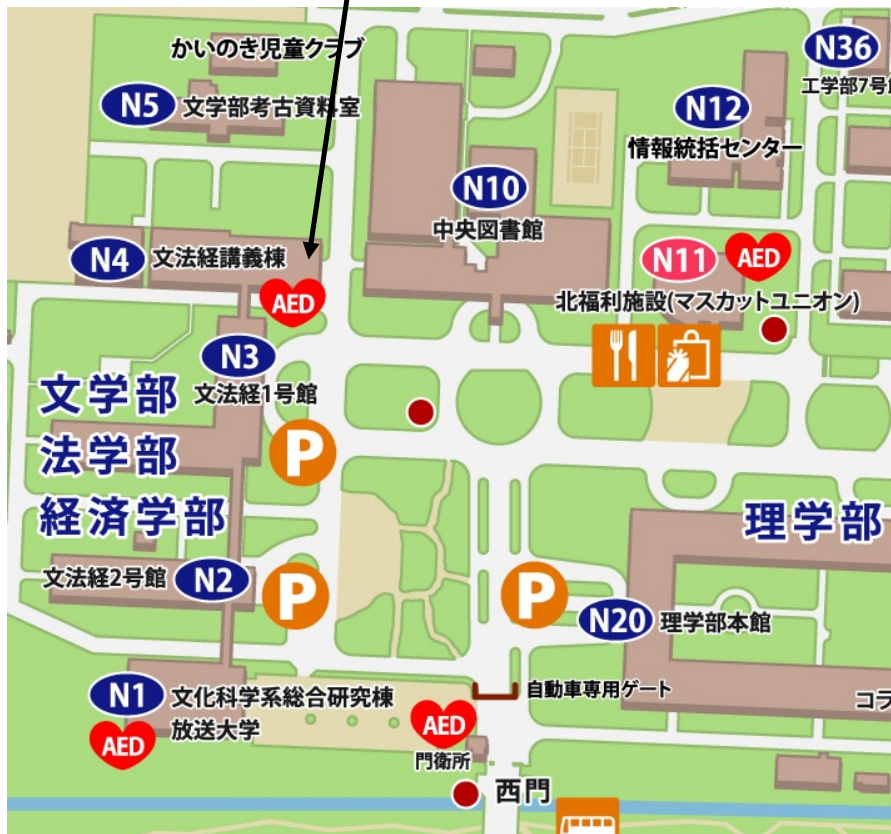 かいのき児童クラブ
N36
工学部7号館
N5 文学部考古資料室
N12
情報統括センター
N10
中央図書館
N4 文法経講義棟
N11 AED
北福利施設(マスカットユニオン)
AED
N3
文法経1号館
文学部
法学部
経済学部
P
理学部
文法経2号館 N2
P
P
N20 理学部本館
自動車専用ゲート
N1 文化科学系総合研究棟
放送大学
AED
AED
門衛所
コラ
西門